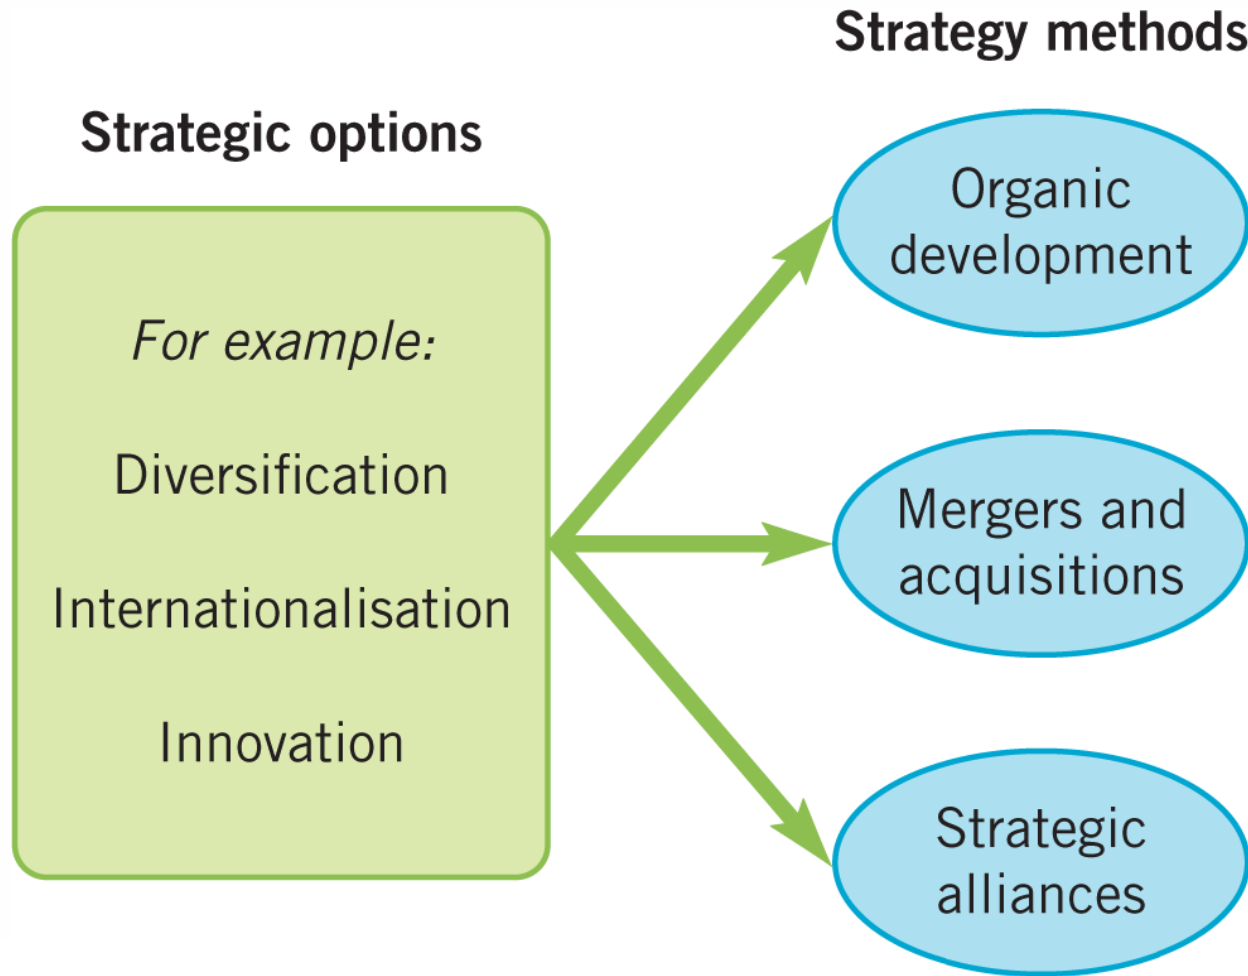 Strategic options
For example:
Diversification
Internationalisation
Innovation
Strategy methods
Organic
development
Mergers and
acquisitions
Strategic
alliances